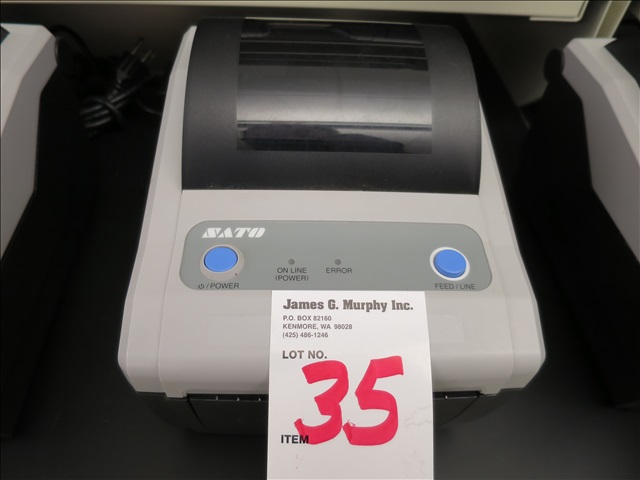 SATO
ON LINE
(POWER)
ERROR
⏻/POWER
FEED/LINE
James G. Murphy Inc.
P.O. BOX 82160
KENMORE, WA 98028
(425) 486-1246
LOT NO.
35
ITEM